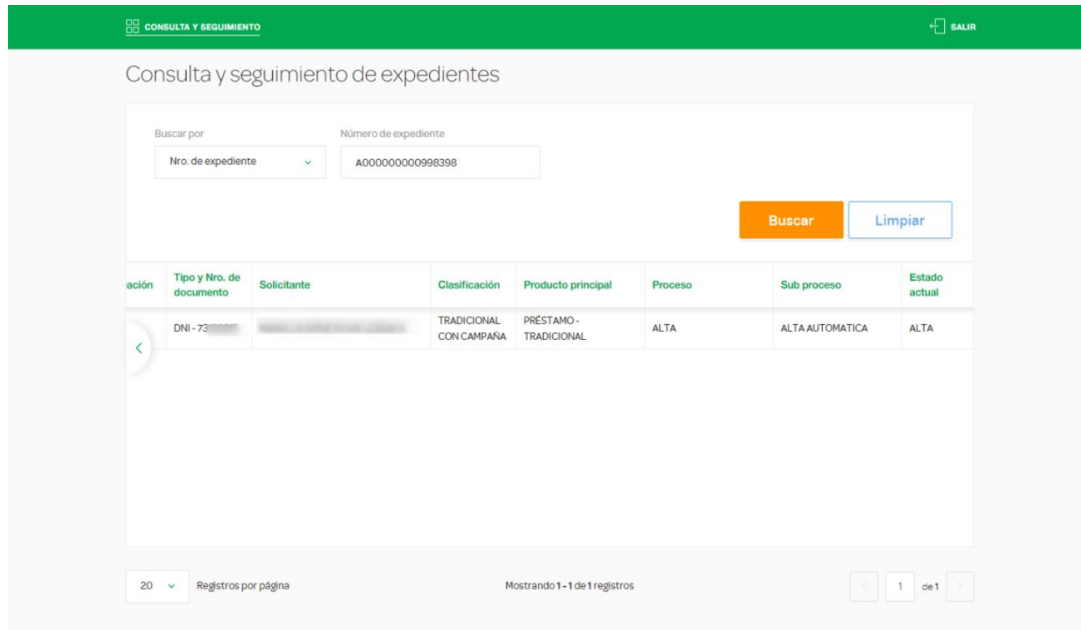 CONSULTA Y SEGUIMIENTO
SALIR
Consulta y seguimiento de expedientes
Buscar por
Número de expediente
Nro. de expediente
A000000000998398
Buscar
Limpiar
ación
Tipo y Nro. de
documento
Solicitante
Clasificación
Producto principal
Proceso
Sub proceso
Estado
actual
DNI - 73
TRADICIONAL
CON CAMPAÑA
PRÉSTAMO -
TRADICIONAL
ALTA
ALTA AUTOMATICA
ALTA
20
Registros por página
Mostrando 1 - 1 de 1 registros
1
de 1